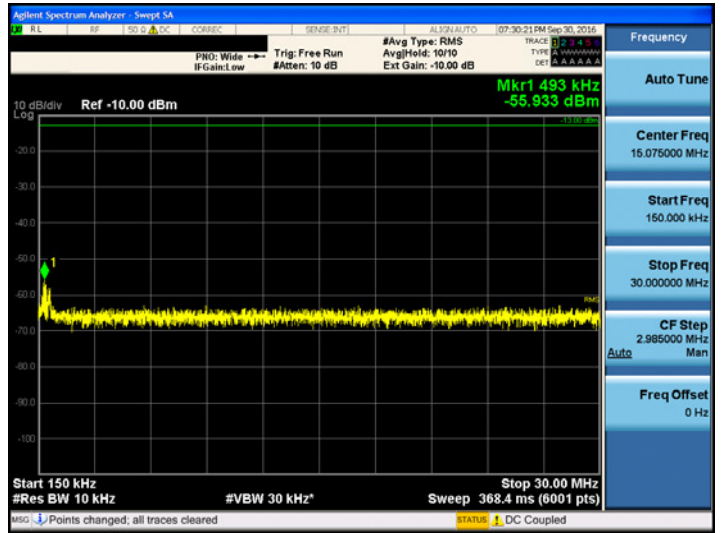 Agilent Spectrum Analyzer - Swept SA
RL RF 50 Ω DC CORREC SENSE:INT ALIGNAUTO 07:30:21 PM Sep 30, 2016
PNO: Wide Trig: Free Run #Avg Type: RMS TRACE 1 2 3 4 5 6
IFGain:Low #Atten: 10 dB Avg|Hold: 10/10 TYPE A
Ext Gain: -10.00 dB DET A A A A A A
Mkr1 493 kHz
-55.933 dBm
10 dB/div Ref -10.00 dBm
Log
-13.00 dBm
-20.0
-30.0
-40.0
-50.0
1
-60.0
RMS
-70.0
-80.0
-90.0
-100
Start 150 kHz Stop 30.00 MHz
#Res BW 10 kHz #VBW 30 kHz* Sweep 368.4 ms (6001 pts)
MSG Points changed; all traces cleared STATUS DC Coupled
Frequency
Auto Tune
Center Freq
15.075000 MHz
Start Freq
150.000 kHz
Stop Freq
30.000000 MHz
CF Step
2.985000 MHz
Auto Man
Freq Offset
0 Hz